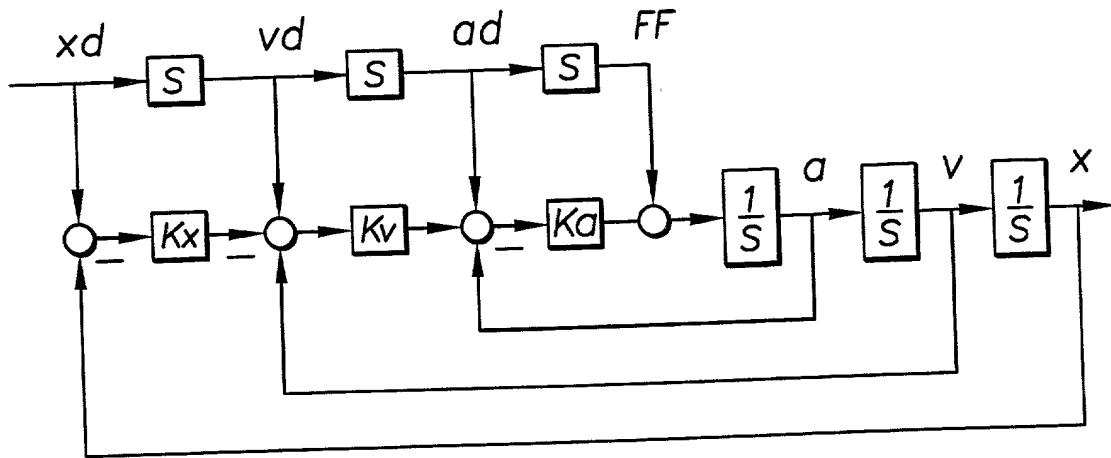 xd vd ad FF
S S S
a v x
Kx Kv Ka 1/S 1/S 1/S
− − −